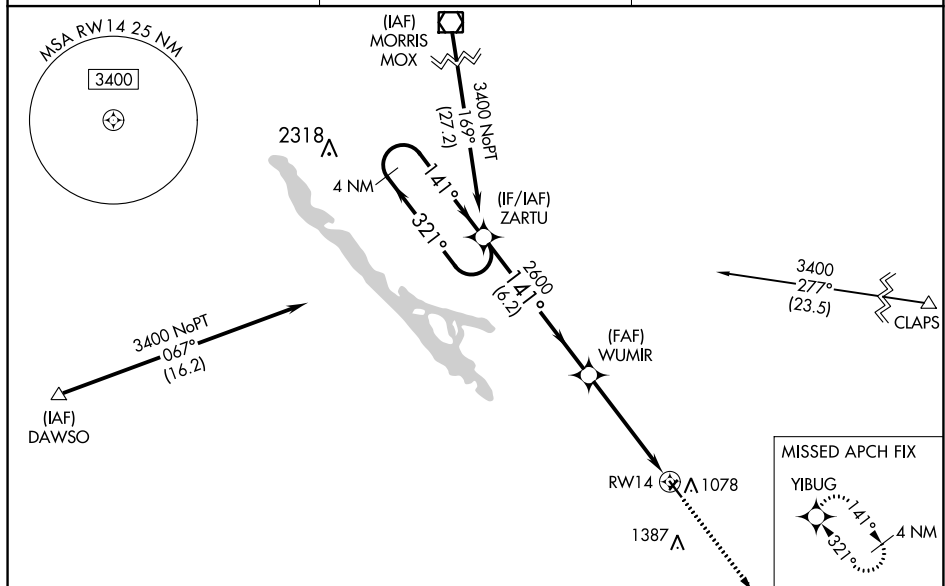 MSA RW14 25 NM
3400
(IAF)
MORRIS
MOX
3400 NoPT
169°
(27.2)
2318
4 NM
141°
321°
(IF/IAF)
ZARTU
2600
141°
(6.2)
3400
277°
(23.5)
CLAPS
3400 NoPT
067°
(16.2)
(IAF)
DAWSO
(FAF)
WUMIR
RW14
1078
1387
MISSED APCH FIX
YIBUG
141°
321°
4 NM